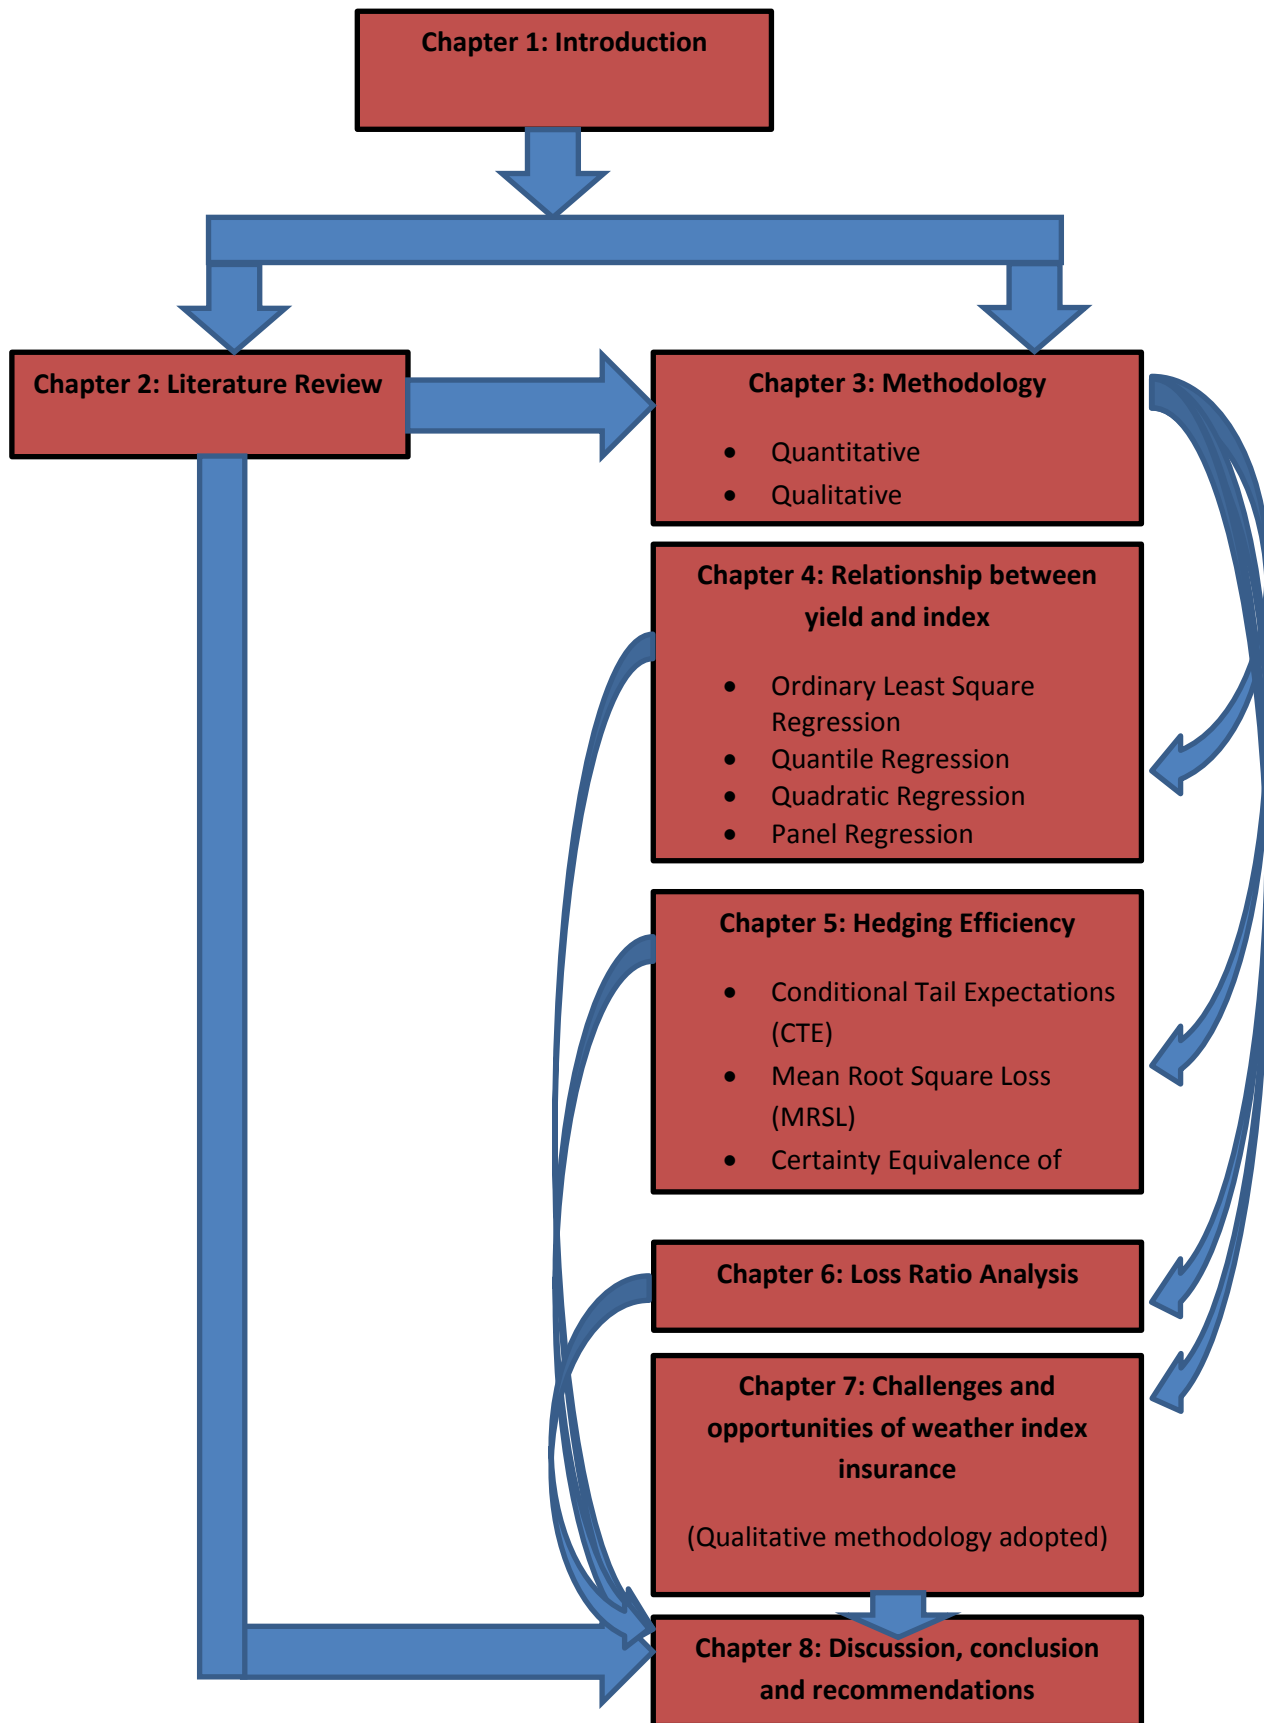 Chapter 1: Introduction
Chapter 2: Literature Review
Chapter 3: Methodology
• Quantitative
• Qualitative
Chapter 4: Relationship between
yield and index
• Ordinary Least Square
Regression
• Quantile Regression
• Quadratic Regression
• Panel Regression
Chapter 5: Hedging Efficiency
• Conditional Tail Expectations
(CTE)
• Mean Root Square Loss
(MRSL)
• Certainty Equivalence of
Chapter 6: Loss Ratio Analysis
Chapter 7: Challenges and
opportunities of weather index
insurance
(Qualitative methodology adopted)
Chapter 8: Discussion, conclusion
and recommendations